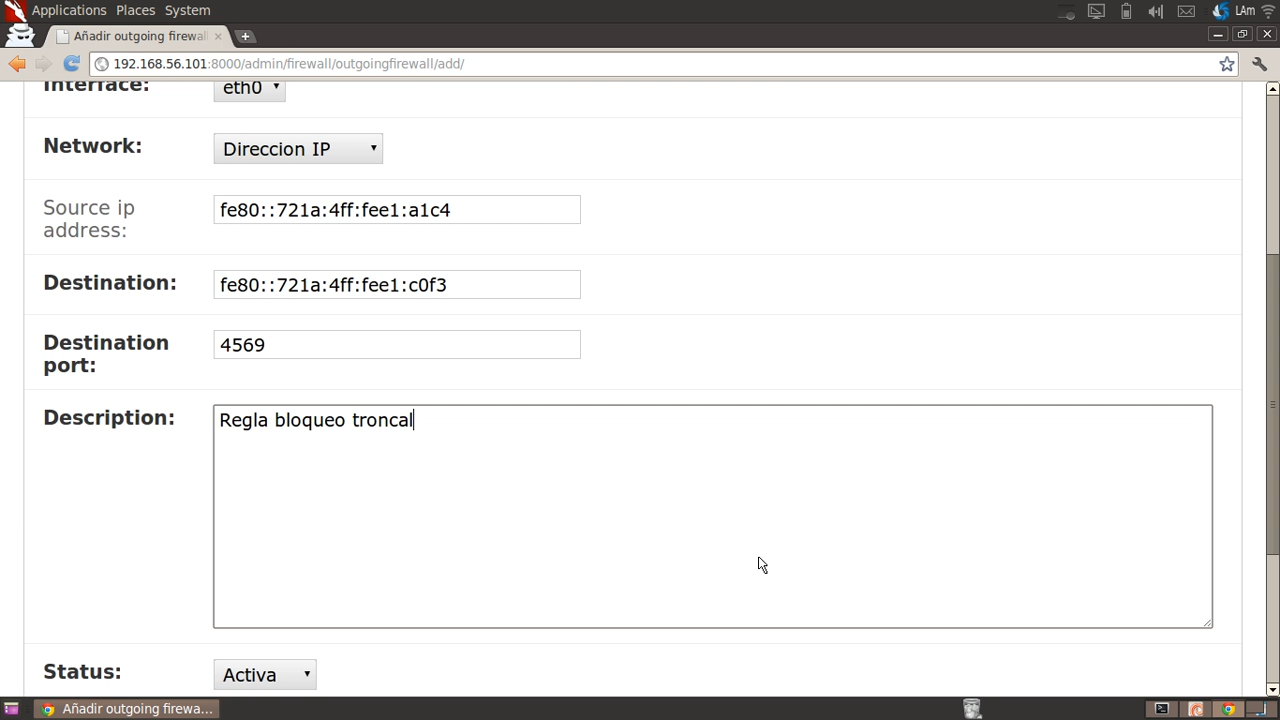 Applications Places System
LAm
Añadir outgoing firewal
192.168.56.101:8000/admin/firewall/outgoingfirewall/add/
Interface: eth0
Network: Direccion IP
Source ip
address: fe80::721a:4ff:fee1:a1c4
Destination: fe80::721a:4ff:fee1:c0f3
Destination
port: 4569
Description: Regla bloqueo troncal
Status: Activa
Añadir outgoing firewa...